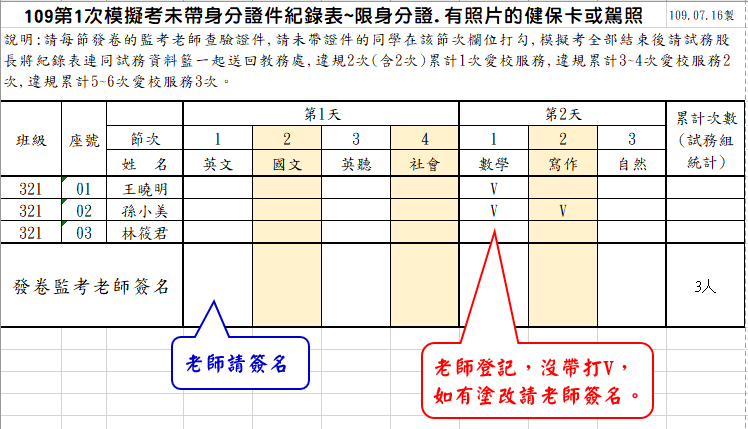 109學年第1次模擬考未帶身分證件紀錄表~限身分證.有照片的健保卡或駕照 109.07.16製
說明:請每節發卷的監考老師查驗證件,請未帶證件的同學在該節次欄位打勾,模擬考全部結束後請試務股
長將紀錄表連同試務資料籃一起送回教務處,違規2次(含2次)累計1次愛校服務,違規累計3~4次愛校服務2
次,違規累計5~6次愛校服務3次。
班級 座號 第1天 第2天 累計次數
節次 1 2 3 4 1 2 3 (試務組
姓 名 英文 國文 英聽 社會 數學 寫作 自然 統計)
321 01 王曉明 V
321 02 孫小美 V V
321 03 林筱君
發卷監考老師簽名 3人
老師請簽名
老師登記，沒帶打V，
如有塗改請老師簽名。